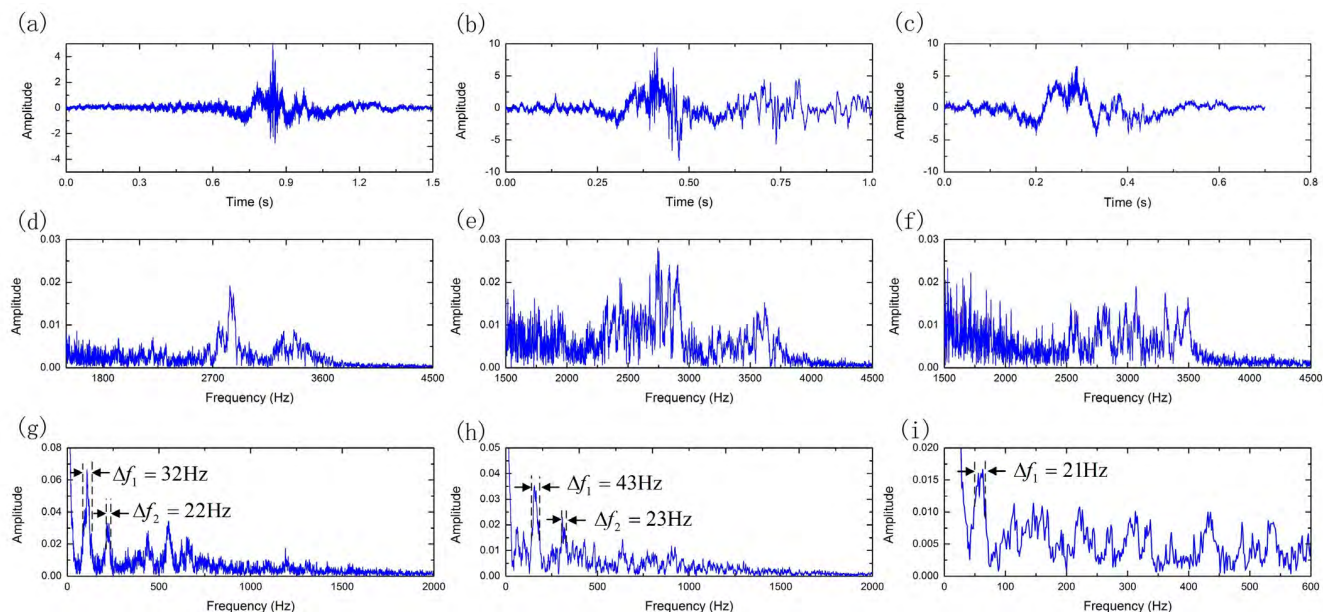 (a)
4
2
0
-2
-4
Amplitude
0.0 0.3 0.6 0.9 1.2 1.5
Time (s)
(b)
10
5
0
-5
-10
Amplitude
0.00 0.25 0.50 0.75 1.0
Time (s)
(c)
10
5
0
-5
-10
Amplitude
0.0 0.2 0.4 0.6 0.8
Time (s)
(d)
0.03
0.02
0.01
0.00
Amplitude
1800 2700 3600 4500
Frequency (Hz)
(e)
0.03
0.02
0.01
0.00
Amplitude
1500 2000 2500 3000 3500 4000 4500
Frequency (Hz)
(f)
0.03
0.02
0.01
0.00
Amplitude
1500 2000 2500 3000 3500 4000 4500
Frequency (Hz)
(g)
0.08
0.06
0.04
0.02
0.00
Amplitude
Δf₁ = 32Hz
Δf₂ = 22Hz
0 500 1000 1500 2000
Frequency (Hz)
(h)
0.05
0.04
0.03
0.02
0.01
0.00
Amplitude
Δf₁ = 43Hz
Δf₂ = 23Hz
0 500 1000 1500 2000
Frequency (Hz)
(i)
0.020
0.015
0.010
0.005
0.000
Amplitude
Δf₁ = 21Hz
0 100 200 300 400 500 600
Frequency (Hz)